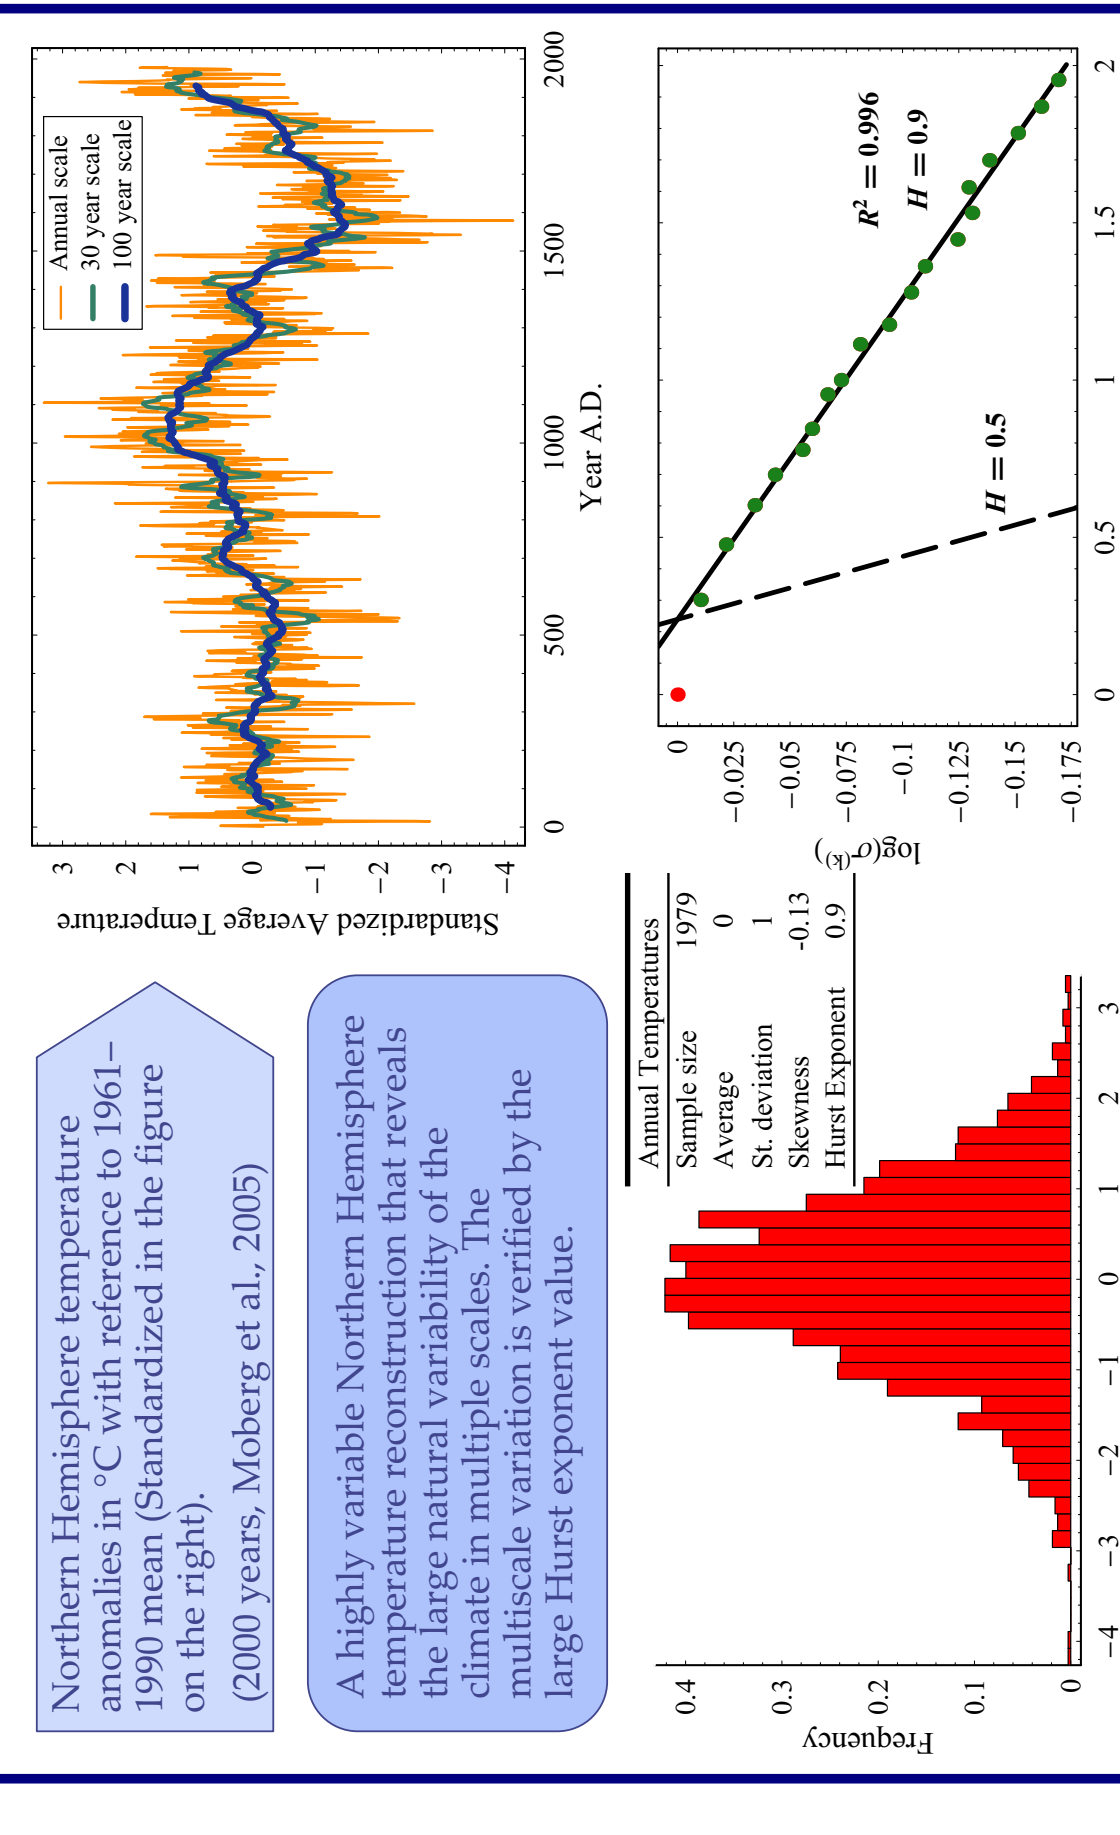 Northern Hemisphere temperature
anomalies in °C with reference to 1961–
1990 mean (Standardized in the figure
on the right).
(2000 years, Moberg et al., 2005)
A highly variable Northern Hemisphere
temperature reconstruction that reveals
the large natural variability of the
climate in multiple scales. The
multiscale variation is verified by the
large Hurst exponent value.
Standardized Average Temperature
3
2
1
0
−1
−2
−3
−4
Annual scale
30 year scale
100 year scale
0 500 1000 1500 2000
Year A.D.
Frequency
0.4
0.3
0.2
0.1
0
−4 −3 −2 −1 0 1 2 3
Annual Temperatures
Sample size 1979
Average 0
St. deviation 1
Skewness -0.13
Hurst Exponent 0.9
log(σ(k))
0
−0.025
−0.05
−0.075
−0.1
−0.125
−0.15
−0.175
R² = 0.996
H = 0.9
H = 0.5
0 0.5 1 1.5 2